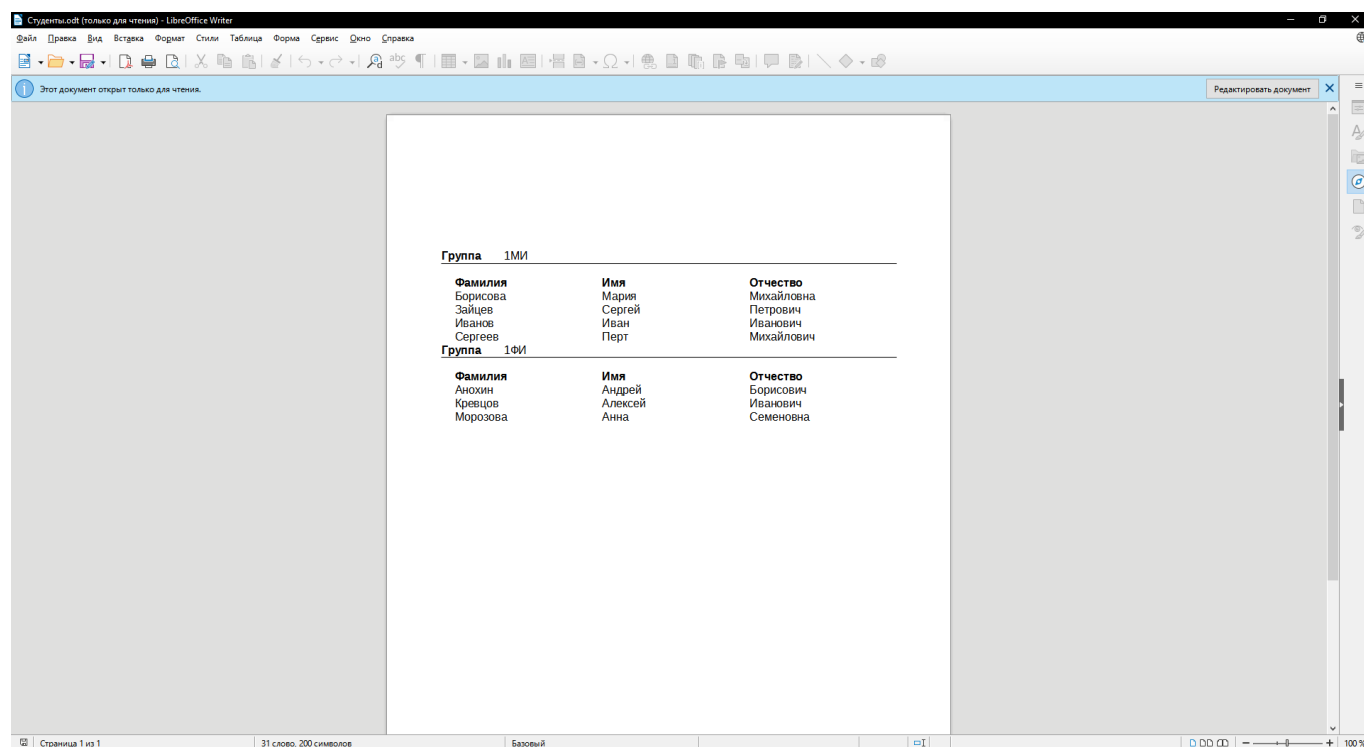 Студенты.odt (только для чтения) - LibreOffice Writer
Файл Правка Вид Вставка Формат Стили Таблица Форма Сервис Окно Справка
Этот документ открыт только для чтения. Редактировать документ
Группа 1МИ
Фамилия Имя Отчество
Борисова Мария Михайловна
Зайцев Сергей Петрович
Иванов Иван Иванович
Сергеев Перт Михайлович
Группа 1ФИ
Фамилия Имя Отчество
Анохин Андрей Борисович
Кревцов Алексей Иванович
Морозова Анна Семеновна
Страница 1 из 1 31 слово, 200 символов Базовый 100 %